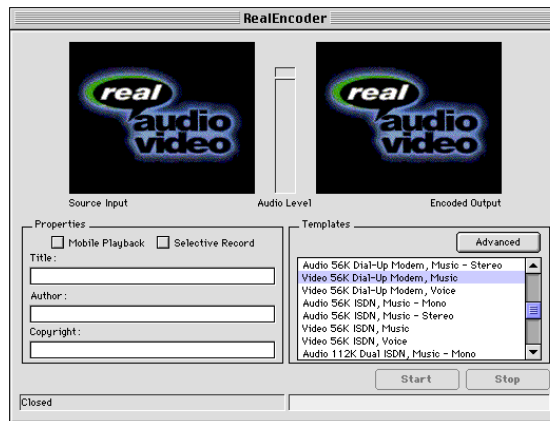 RealEncoder
real
audio
video
real
audio
video
Source Input
Audio Level
Encoded Output
Properties
Mobile Playback
Selective Record
Title:
Author:
Copyright:
Templates
Advanced
Audio 56K Dial-Up Modem, Music - Stereo
Video 56K Dial-Up Modem, Music
Video 56K Dial-Up Modem, Voice
Audio 56K ISDN, Music - Mono
Audio 56K ISDN, Music - Stereo
Video 56K ISDN, Music
Video 56K ISDN, Voice
Audio 112K Dual ISDN, Music - Mono
Start
Stop
Closed